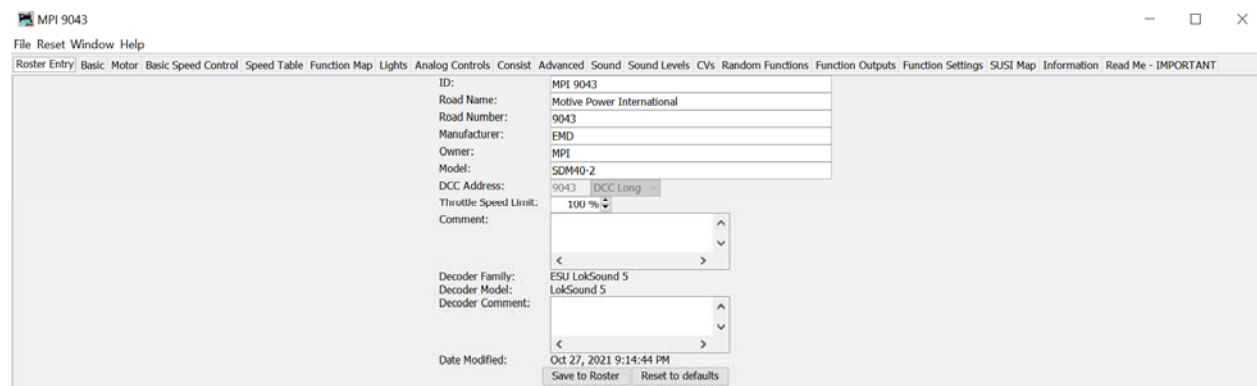 MPI 9043
File Reset Window Help
Roster Entry Basic Motor Basic Speed Control Speed Table Function Map Lights Analog Controls Consist Advanced Sound Sound Levels CVs Random Functions Function Outputs Function Settings SUSI Map Information Read Me - IMPORTANT
ID: MPI 9043
Road Name: Motive Power International
Road Number: 9043
Manufacturer: EMD
Owner: MPI
Model: SDM40-2
DCC Address: 9043 DCC Long
Throttle Speed Limit: 100 %
Comment:
Decoder Family: ESU LokSound 5
Decoder Model: LokSound 5
Decoder Comment:
Date Modified: Oct 27, 2021 9:14:44 PM
Save to Roster Reset to defaults